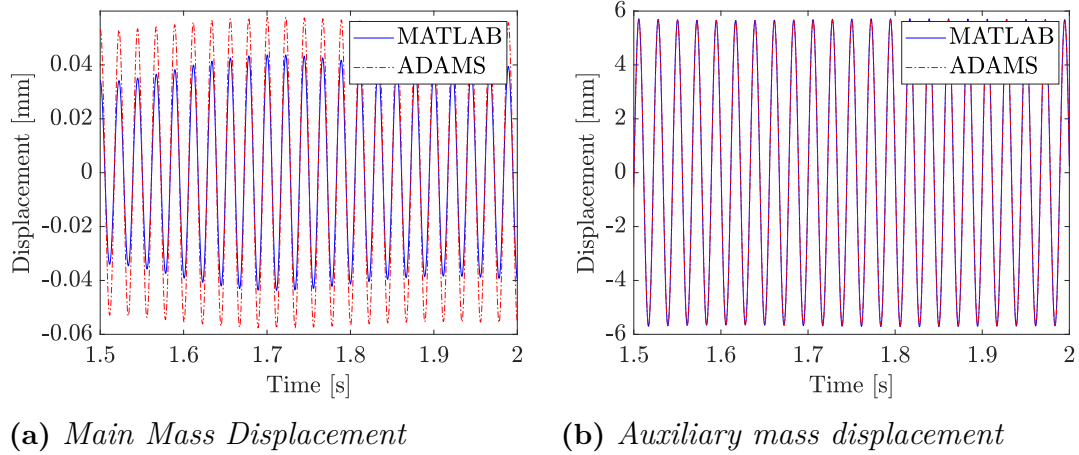 0.04
0.02
0
-0.02
-0.04
-0.06
Displacement [mm]
1.5
1.6
1.7
1.8
1.9
2
Time [s]
MATLAB
ADAMS
6
4
2
0
-2
-4
-6
Displacement [mm]
1.5
1.6
1.7
1.8
1.9
2
Time [s]
MATLAB
ADAMS
(a) Main Mass Displacement
(b) Auxiliary mass displacement